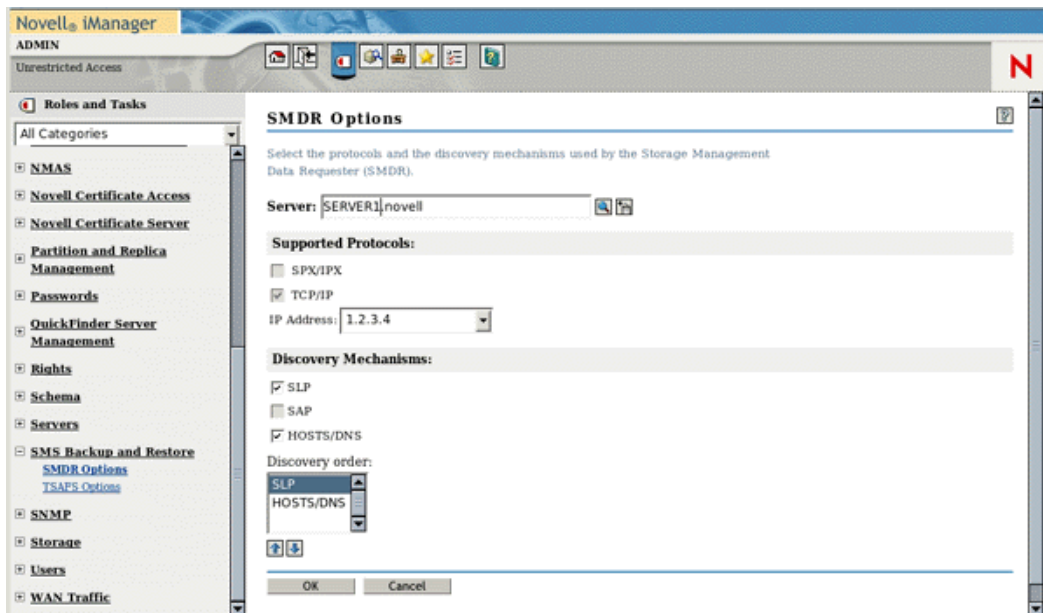 Novell® iManager
ADMIN
Unrestricted Access
N
Roles and Tasks
All Categories
NMAS
Novell Certificate Access
Novell Certificate Server
Partition and Replica
Management
Passwords
QuickFinder Server
Management
Rights
Schema
Servers
SMS Backup and Restore
SMDR Options
TSAFS Options
SNMP
Storage
Users
WAN Traffic
SMDR Options
?
Select the protocols and the discovery mechanisms used by the Storage Management
Data Requester (SMDR).
Server: SERVER1.novell
Supported Protocols:
SPX/IPX
TCP/IP
IP Address: 1.2.3.4
Discovery Mechanisms:
SLP
SAP
HOSTS/DNS
Discovery order:
SLP
HOSTS/DNS
OK Cancel